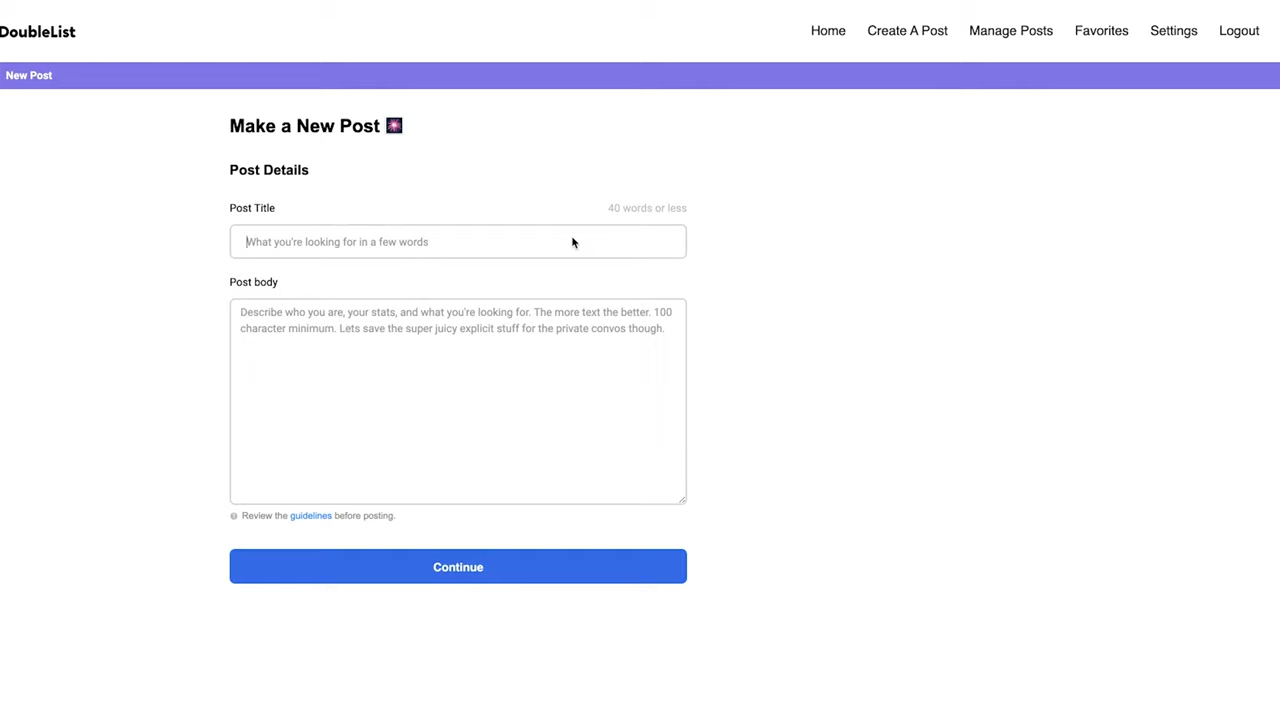 DoubleList
Home Create A Post Manage Posts Favorites Settings Logout
New Post
Make a New Post
Post Details
Post Title 40 words or less
What you're looking for in a few words
Post body
Describe who you are, your stats, and what you're looking for. The more text the better. 100
character minimum. Lets save the super juicy explicit stuff for the private convos though.
Review the guidelines before posting.
Continue